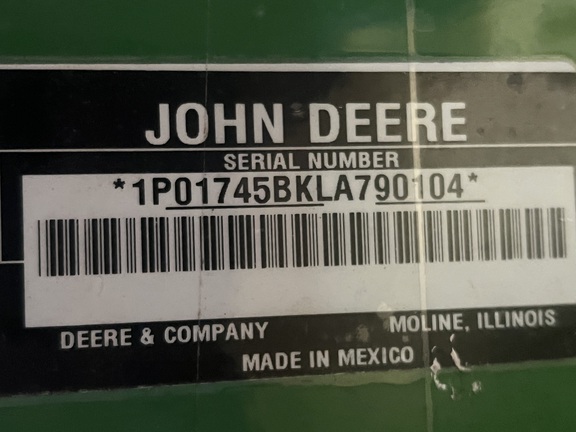 JOHN DEERE
SERIAL NUMBER
*1P01745BKLA790104*
DEERE & COMPANY MOLINE, ILLINOIS
MADE IN MEXICO